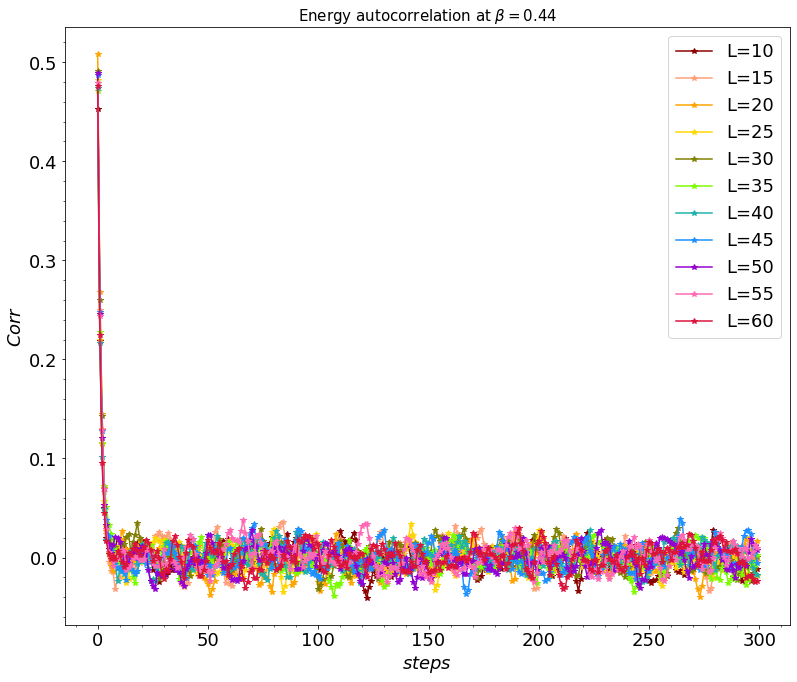 Energy autocorrelation at β = 0.44
Corr
0.5
0.4
0.3
0.2
0.1
0.0
L=10
L=15
L=20
L=25
L=30
L=35
L=40
L=45
L=50
L=55
L=60
0 50 100 150 200 250 300
steps